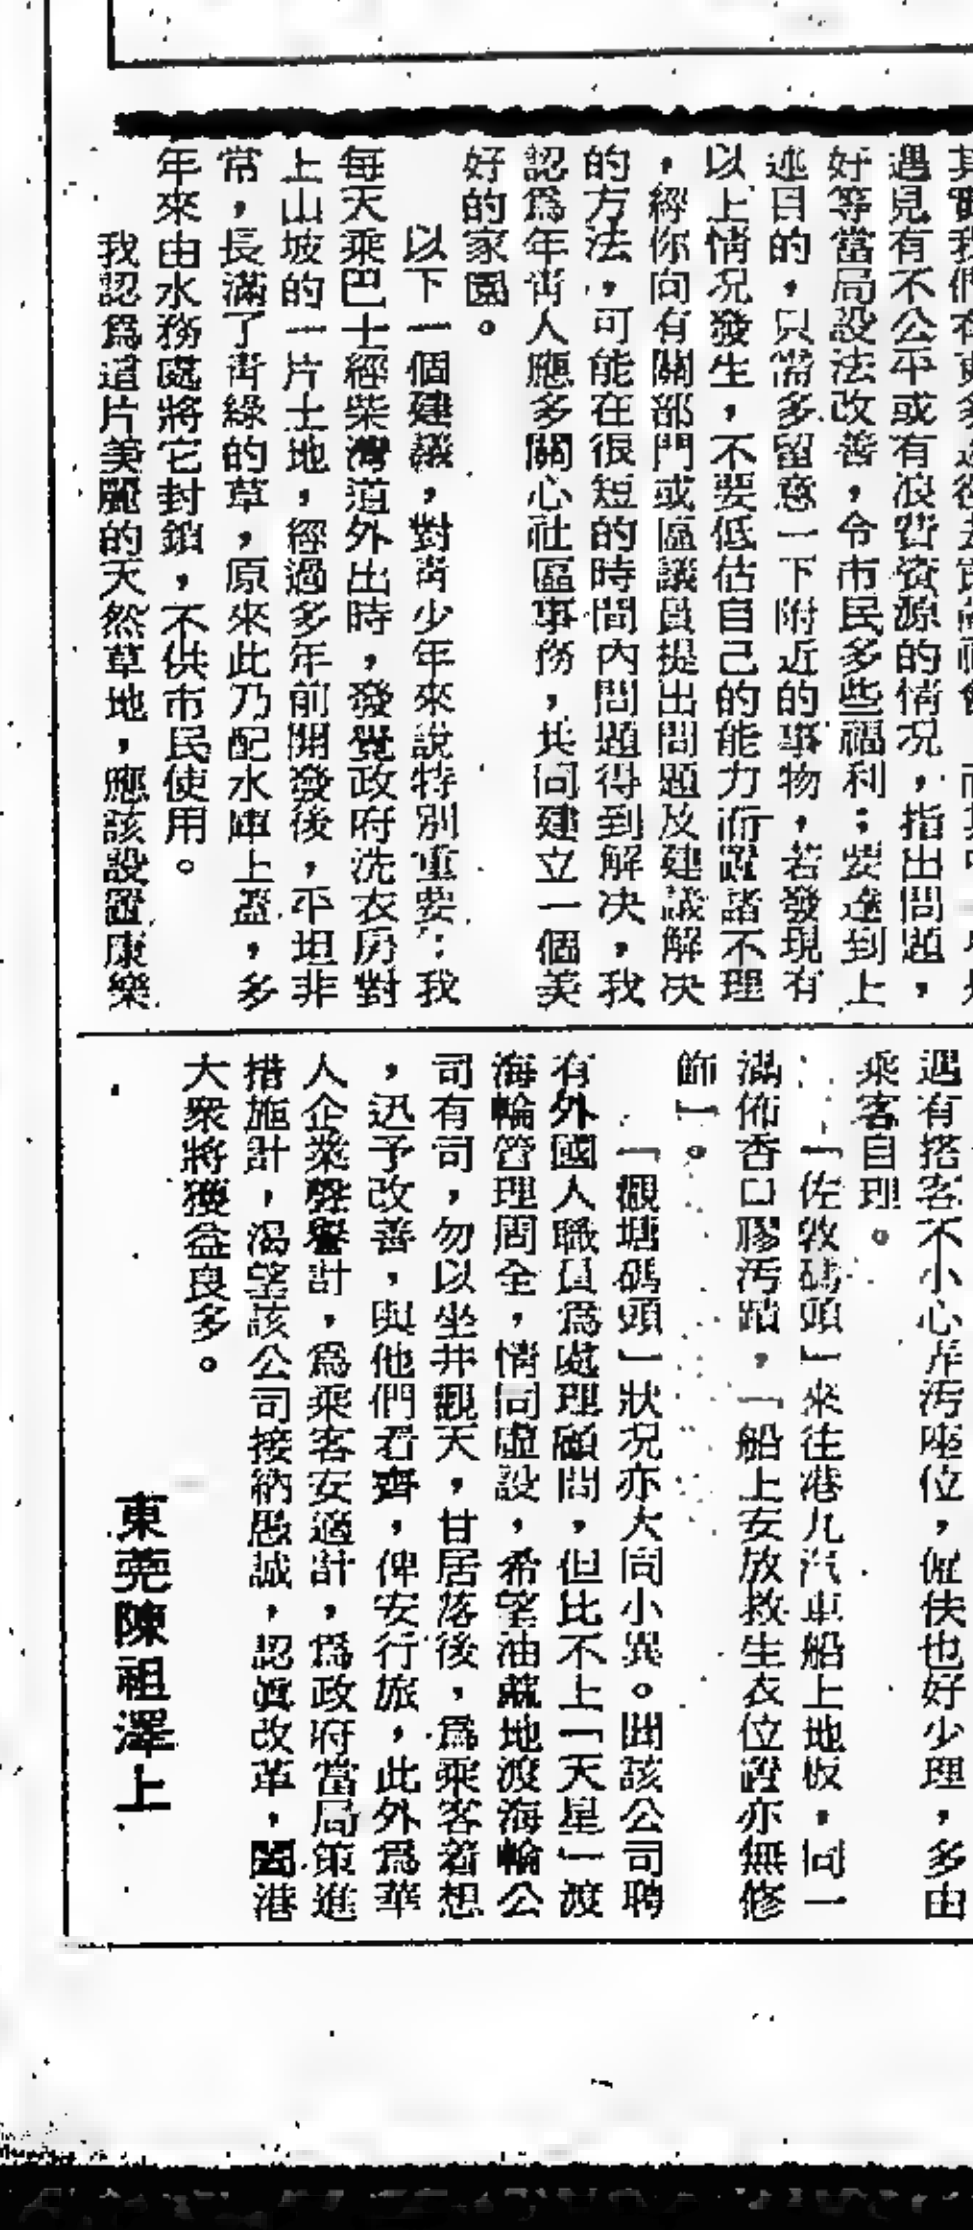 遇見有不公平或有浪費資源的情況，指出問題，
好等當局設法改善，令市民多些福利；要達到上
述目的，只需多留意一下附近的事物，若發現有
以上情況發生，不要低估自己的能力而置諸不理
，經你向有關部門或區議員提出問題及建議解決
的方法，可能在很短的時間內問題得到解決，我
認爲年青人應多關心社區事務，共同建立一個美
好的家園。
以下一個建議，對青少年來說特別重要：我
每天乘巴士經柴灣道外出時，發覺政府洗衣房對
上山坡的一片土地，經過多年前開發後，平坦非
常，長滿了青綠的草，原來此乃配水庫上蓋，多
年來由水務處將它封鎖，不供市民使用。
我認爲這片美麗的天然草地，應該設置康樂
遇有搭客不小心弄汚座位，僱伕也好少理，多由
乘客自理。
「佐敦碼頭」來往港九汽車船上地板，同一
滿佈香口膠汚蹟，「船上安放救生衣位置亦無修
飾」。
「觀塘碼頭」狀況亦大同小異。聞該公司聘
有外國人職員爲處理顧問，但比不上「天星」渡
海輪管理周全，情同虛設，希望油蔴地渡海輪公
司有司，勿以坐井觀天，甘居落後，爲乘客着想
，迅予改善，與他們看齊，俾安行旅，此外爲華
人企業聲譽計，爲乘客安適計，爲政府當局策進
措施計，渴望該公司接納愚誠，認眞改革，闔港
大衆將獲益良多。
東莞陳祖澤上